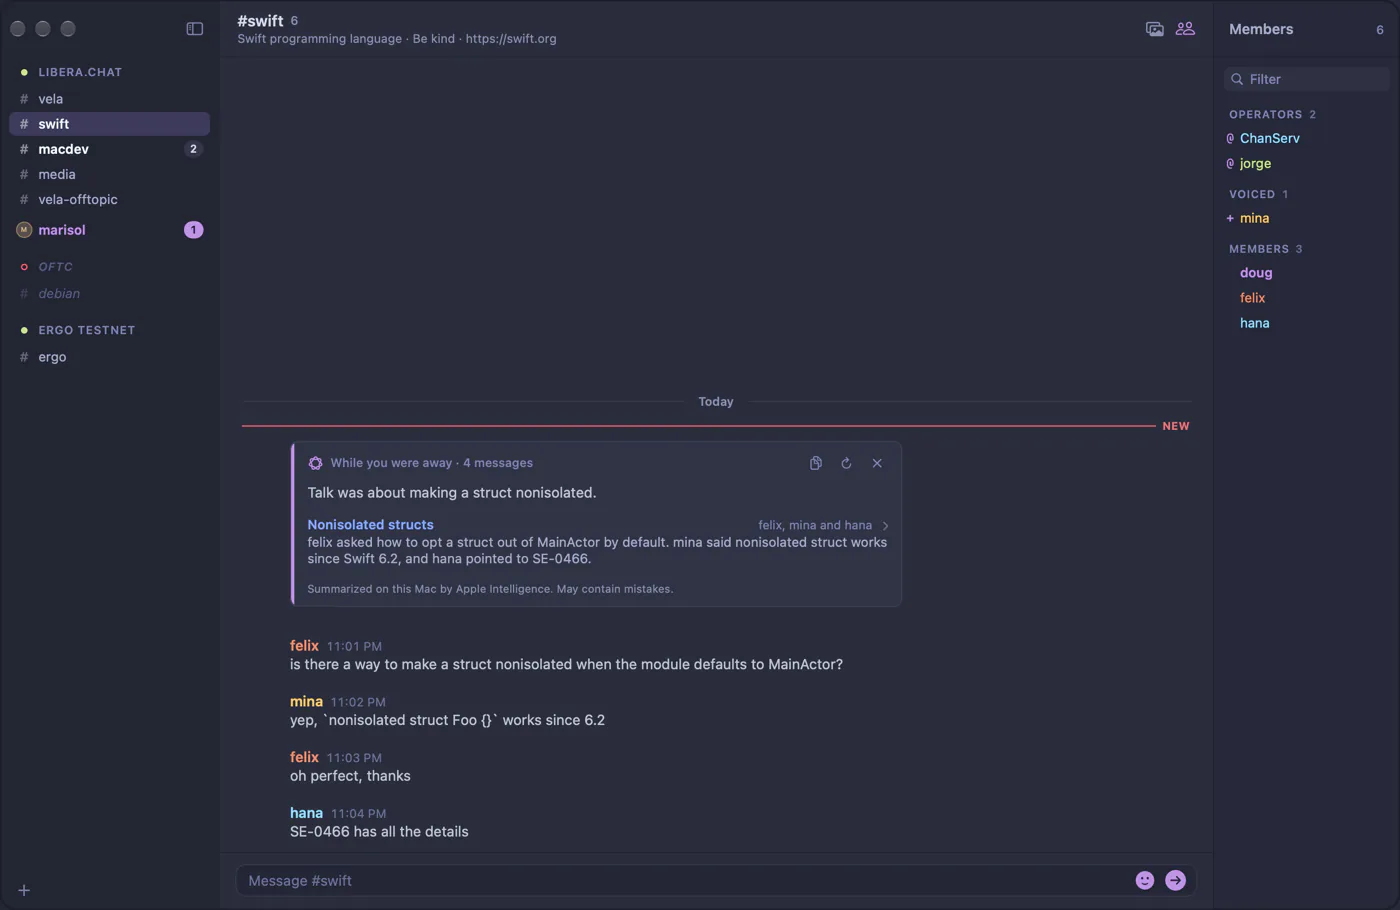 LIBERA.CHAT
# vela
# swift
# macdev 2
# media
# vela-offtopic
M marisol 1
OFTC
# debian
ERGO TESTNET
# ergo
#swift 6
Swift programming language · Be kind · https://swift.org
Today
NEW
While you were away · 4 messages
Talk was about making a struct nonisolated.
Nonisolated structs felix, mina and hana
felix asked how to opt a struct out of MainActor by default. mina said nonisolated struct works
since Swift 6.2, and hana pointed to SE-0466.
Summarized on this Mac by Apple Intelligence. May contain mistakes.
felix 11:01 PM
is there a way to make a struct nonisolated when the module defaults to MainActor?
mina 11:02 PM
yep, `nonisolated struct Foo {}` works since 6.2
felix 11:03 PM
oh perfect, thanks
hana 11:04 PM
SE-0466 has all the details
Message #swift
Members 6
Filter
OPERATORS 2
@ ChanServ
@ jorge
VOICED 1
+ mina
MEMBERS 3
doug
felix
hana